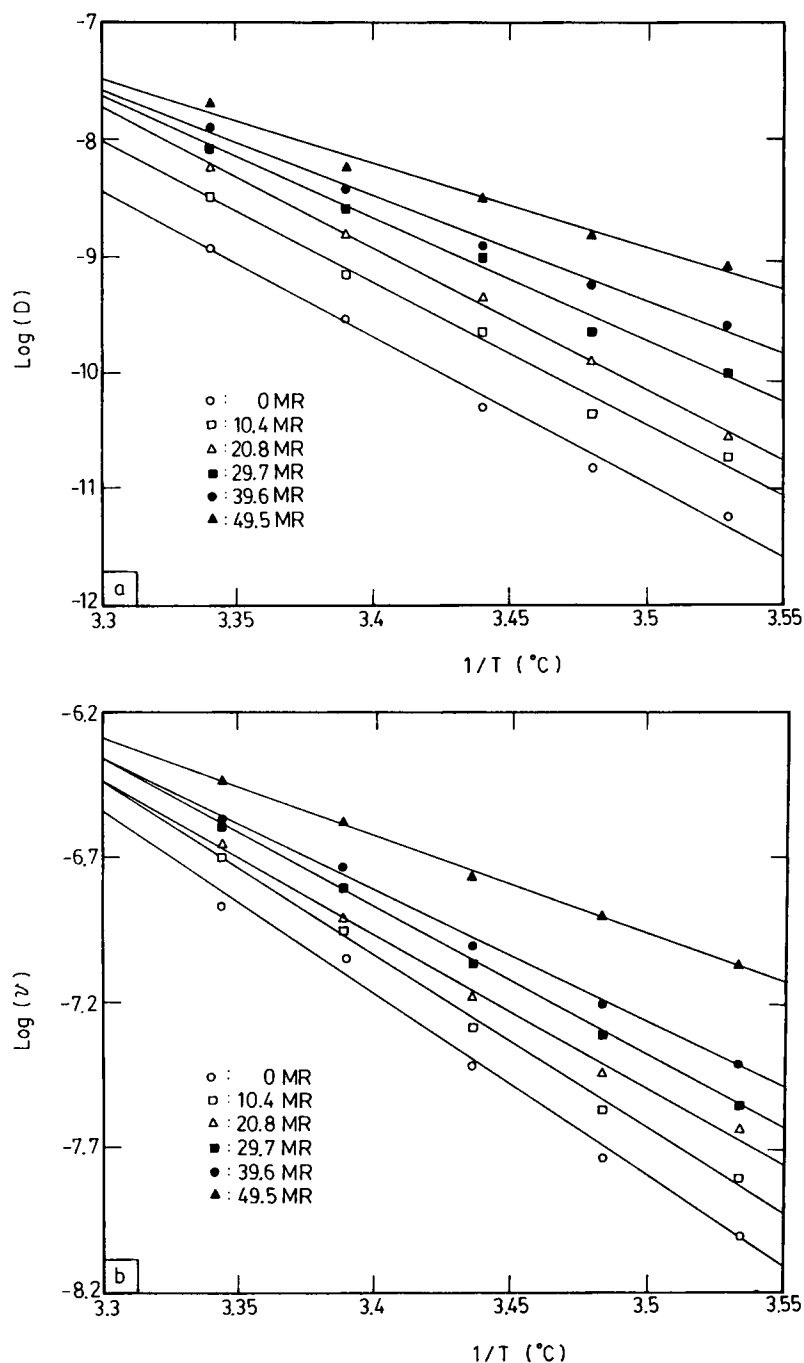 -7
-8
-9
-10
-11
-12
Log (D)
○ : 0 MR
□ : 10.4 MR
△ : 20.8 MR
■ : 29.7 MR
● : 39.6 MR
▲ : 49.5 MR
a
3.3 3.35 3.4 3.45 3.5 3.55
1/T (°C)
-6.2
-6.7
-7.2
-7.7
-8.2
Log (ν)
○ : 0 MR
□ : 10.4 MR
△ : 20.8 MR
■ : 29.7 MR
● : 39.6 MR
▲ : 49.5 MR
b
3.3 3.35 3.4 3.45 3.5 3.55
1/T (°C)